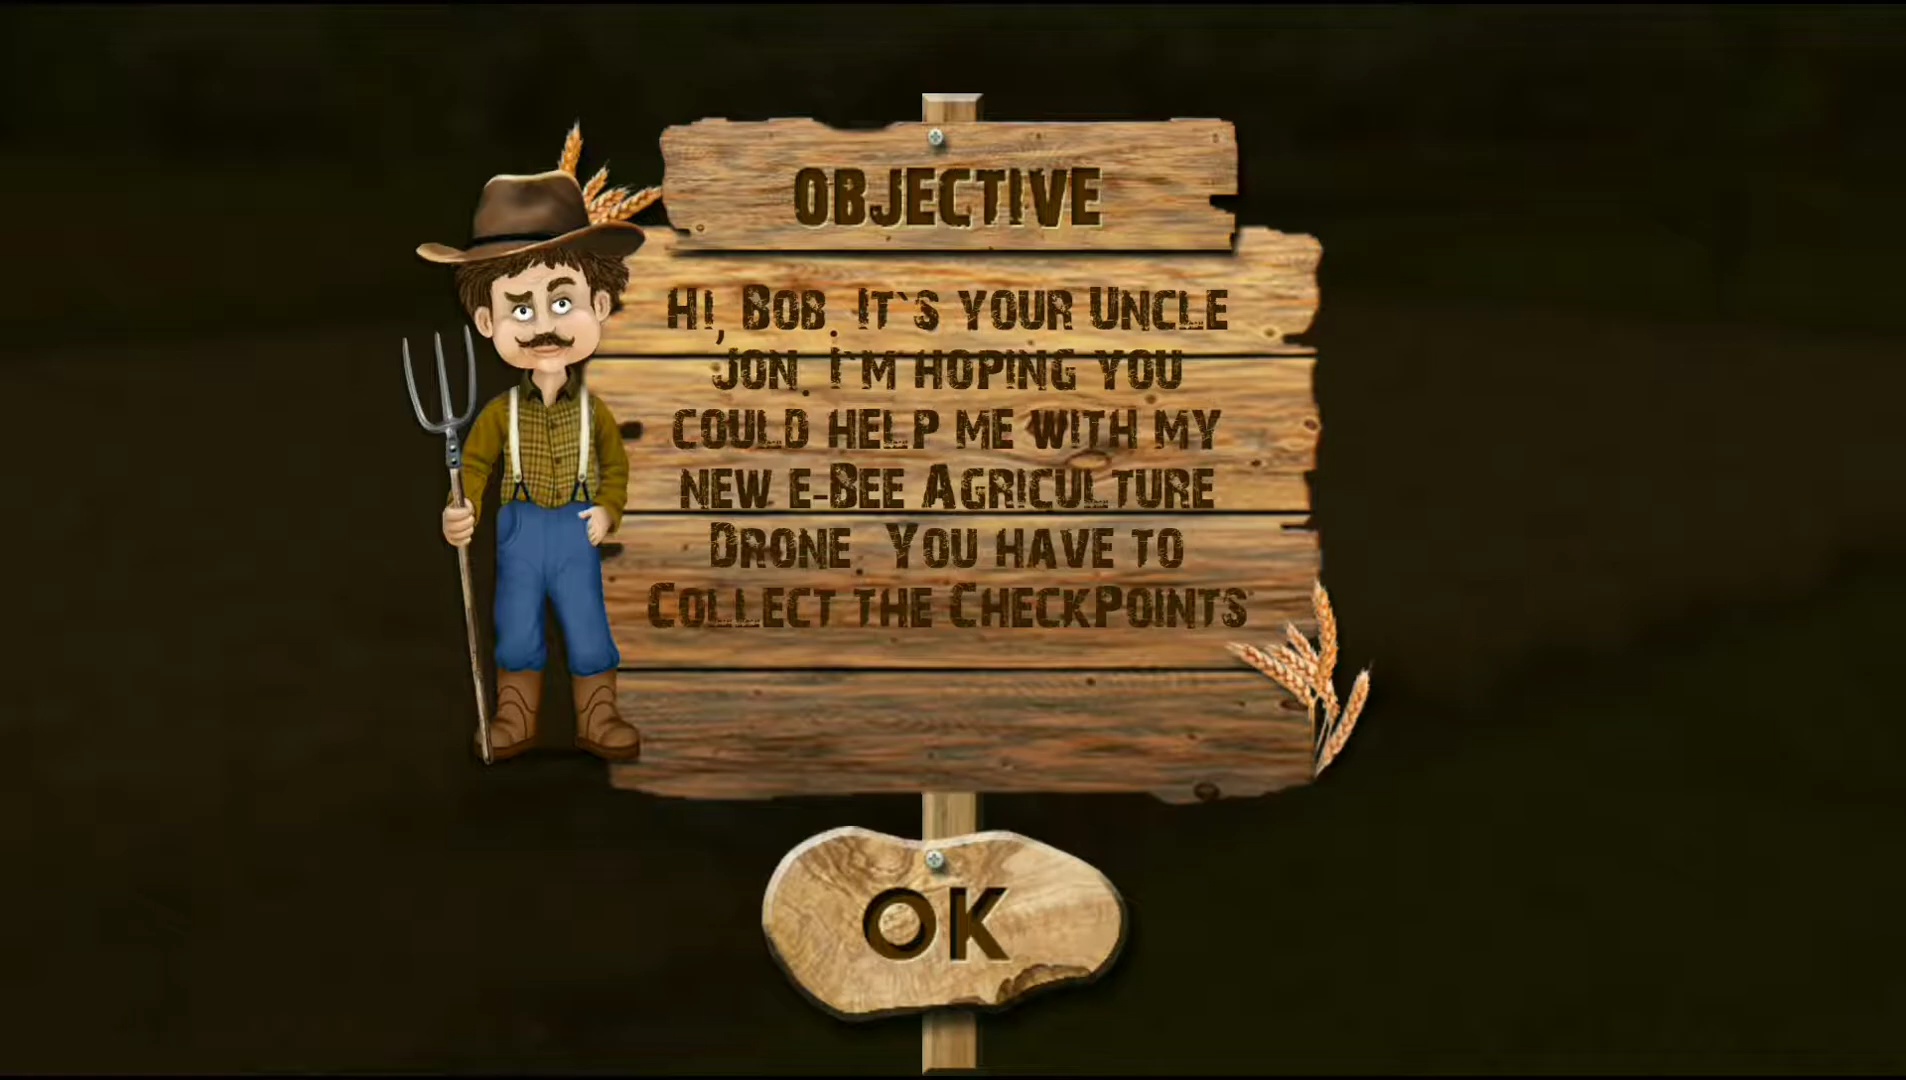 OBJECTIVE
Hi, Bob. It`s your Uncle
Jon. I`m hoping you
could help me with my
new e-Bee Agriculture
Drone. You have to
Collect the CheckPoints
OK